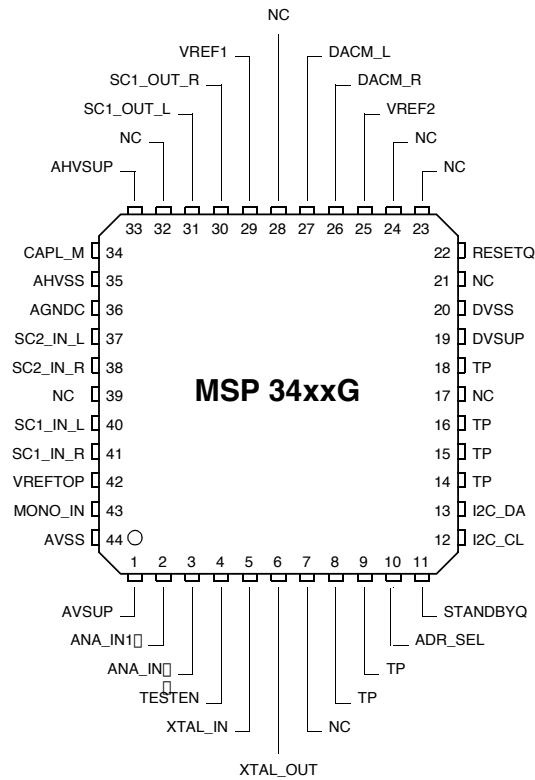 NC
VREF1 DACM_L
SC1_OUT_R DACM_R
SC1_OUT_L VREF2
NC NC
AHVSUP NC
33 32 31 30 29 28 27 26 25 24 23
CAPL_M 34 22 RESETQ
AHVSS 35 21 NC
AGNDC 36 20 DVSS
SC2_IN_L 37 19 DVSUP
SC2_IN_R 38 18 TP
NC 39 17 NC
MSP 34xxG
SC1_IN_L 40 16 TP
SC1_IN_R 41 15 TP
VREFTOP 42 14 TP
MONO_IN 43 13 I2C_DA
AVSS 44 12 I2C_CL
1 2 3 4 5 6 7 8 9 10 11
AVSUP STANDBYQ
ANA_IN1 ADR_SEL
ANA_IN TP
TESTEN TP
XTAL_IN NC
XTAL_OUT